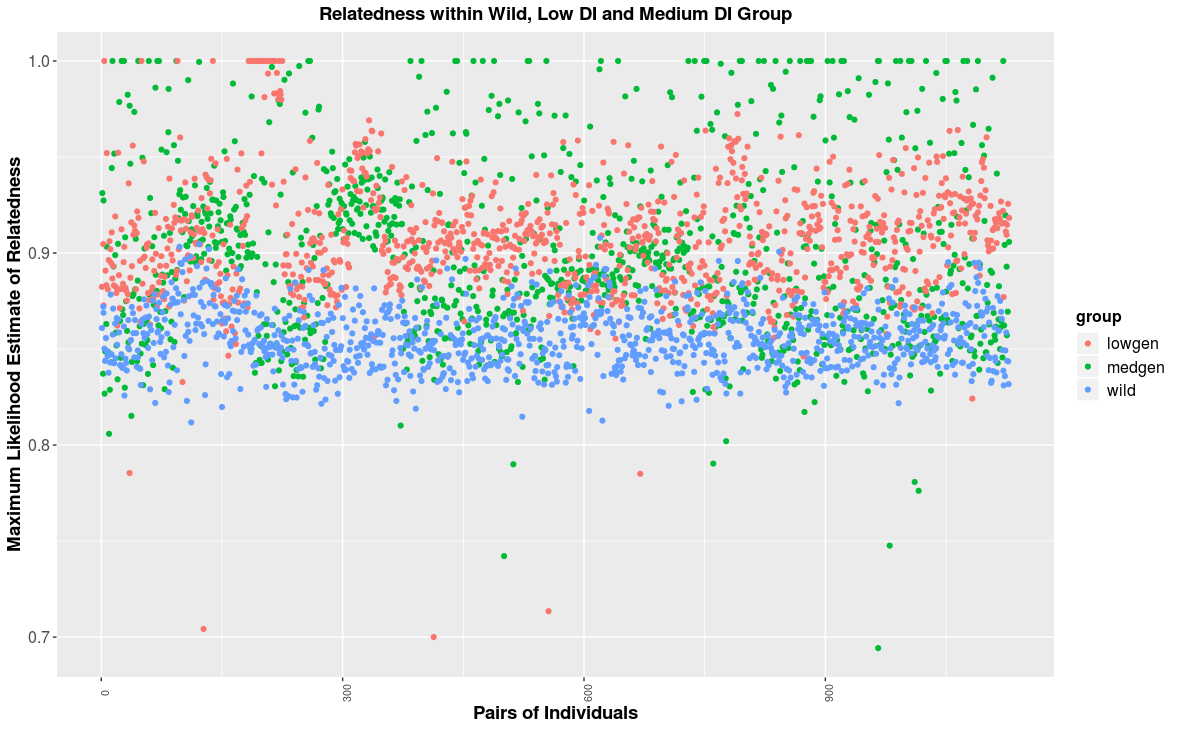 Relatedness within Wild, Low DI and Medium DI Group
Maximum Likelihood Estimate of Relatedness
1.0
0.9
0.8
0.7
0
300
600
900
Pairs of Individuals
group
lowgen
medgen
wild